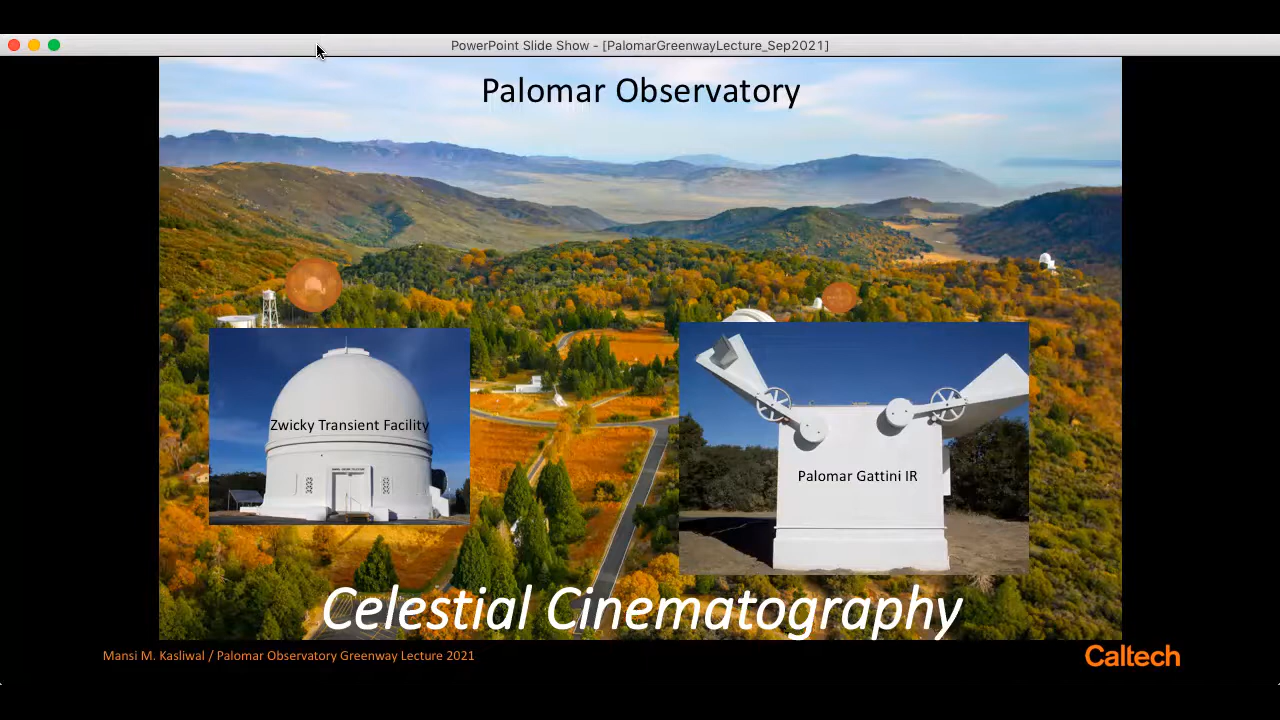 PowerPoint Slide Show - [PalomarGreenwayLecture_Sep2021]
Palomar Observatory
Zwicky Transient Facility
Palomar Gattini IR
Celestial Cinematography
Mansi M. Kasliwal / Palomar Observatory Greenway Lecture 2021
Caltech